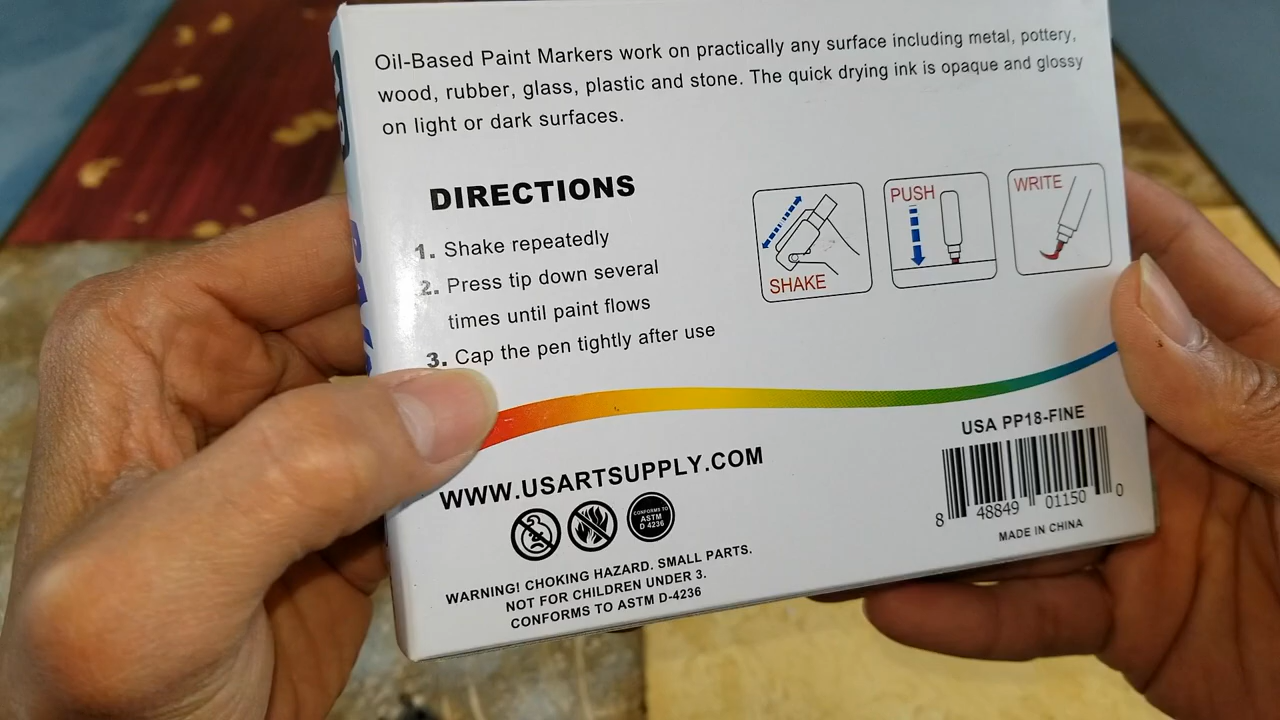 Oil-Based Paint Markers work on practically any surface including metal, pottery,
wood, rubber, glass, plastic and stone. The quick drying ink is opaque and glossy
on light or dark surfaces.
DIRECTIONS
1. Shake repeatedly
2. Press tip down several
times until paint flows
3. Cap the pen tightly after use
SHAKE
PUSH
WRITE
WWW.USARTSUPPLY.COM
CONFORMS TO
ASTM
D 4236
WARNING! CHOKING HAZARD. SMALL PARTS.
NOT FOR CHILDREN UNDER 3.
CONFORMS TO ASTM D-4236
USA PP18-FINE
8 48849 01150 0
MADE IN CHINA